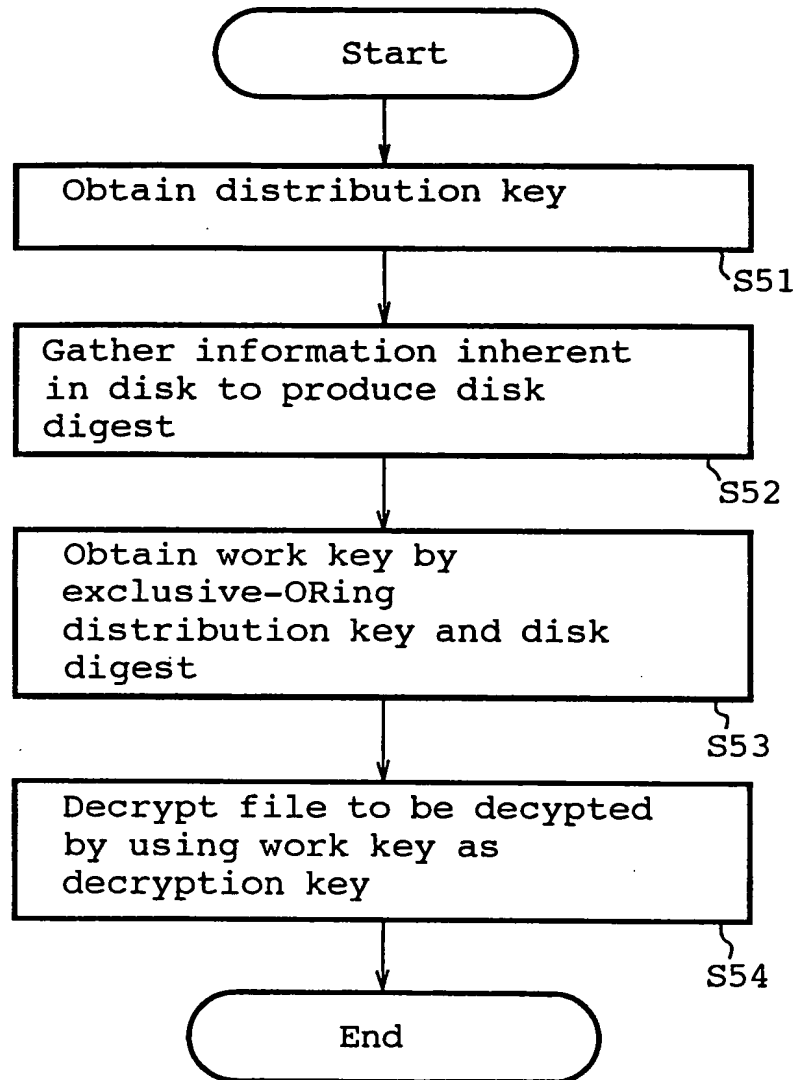 Start
Obtain distribution key
S51
Gather information inherent
in disk to produce disk
digest
S52
Obtain work key by
exclusive-ORing
distribution key and disk
digest
S53
Decrypt file to be decypted
by using work key as
decryption key
S54
End